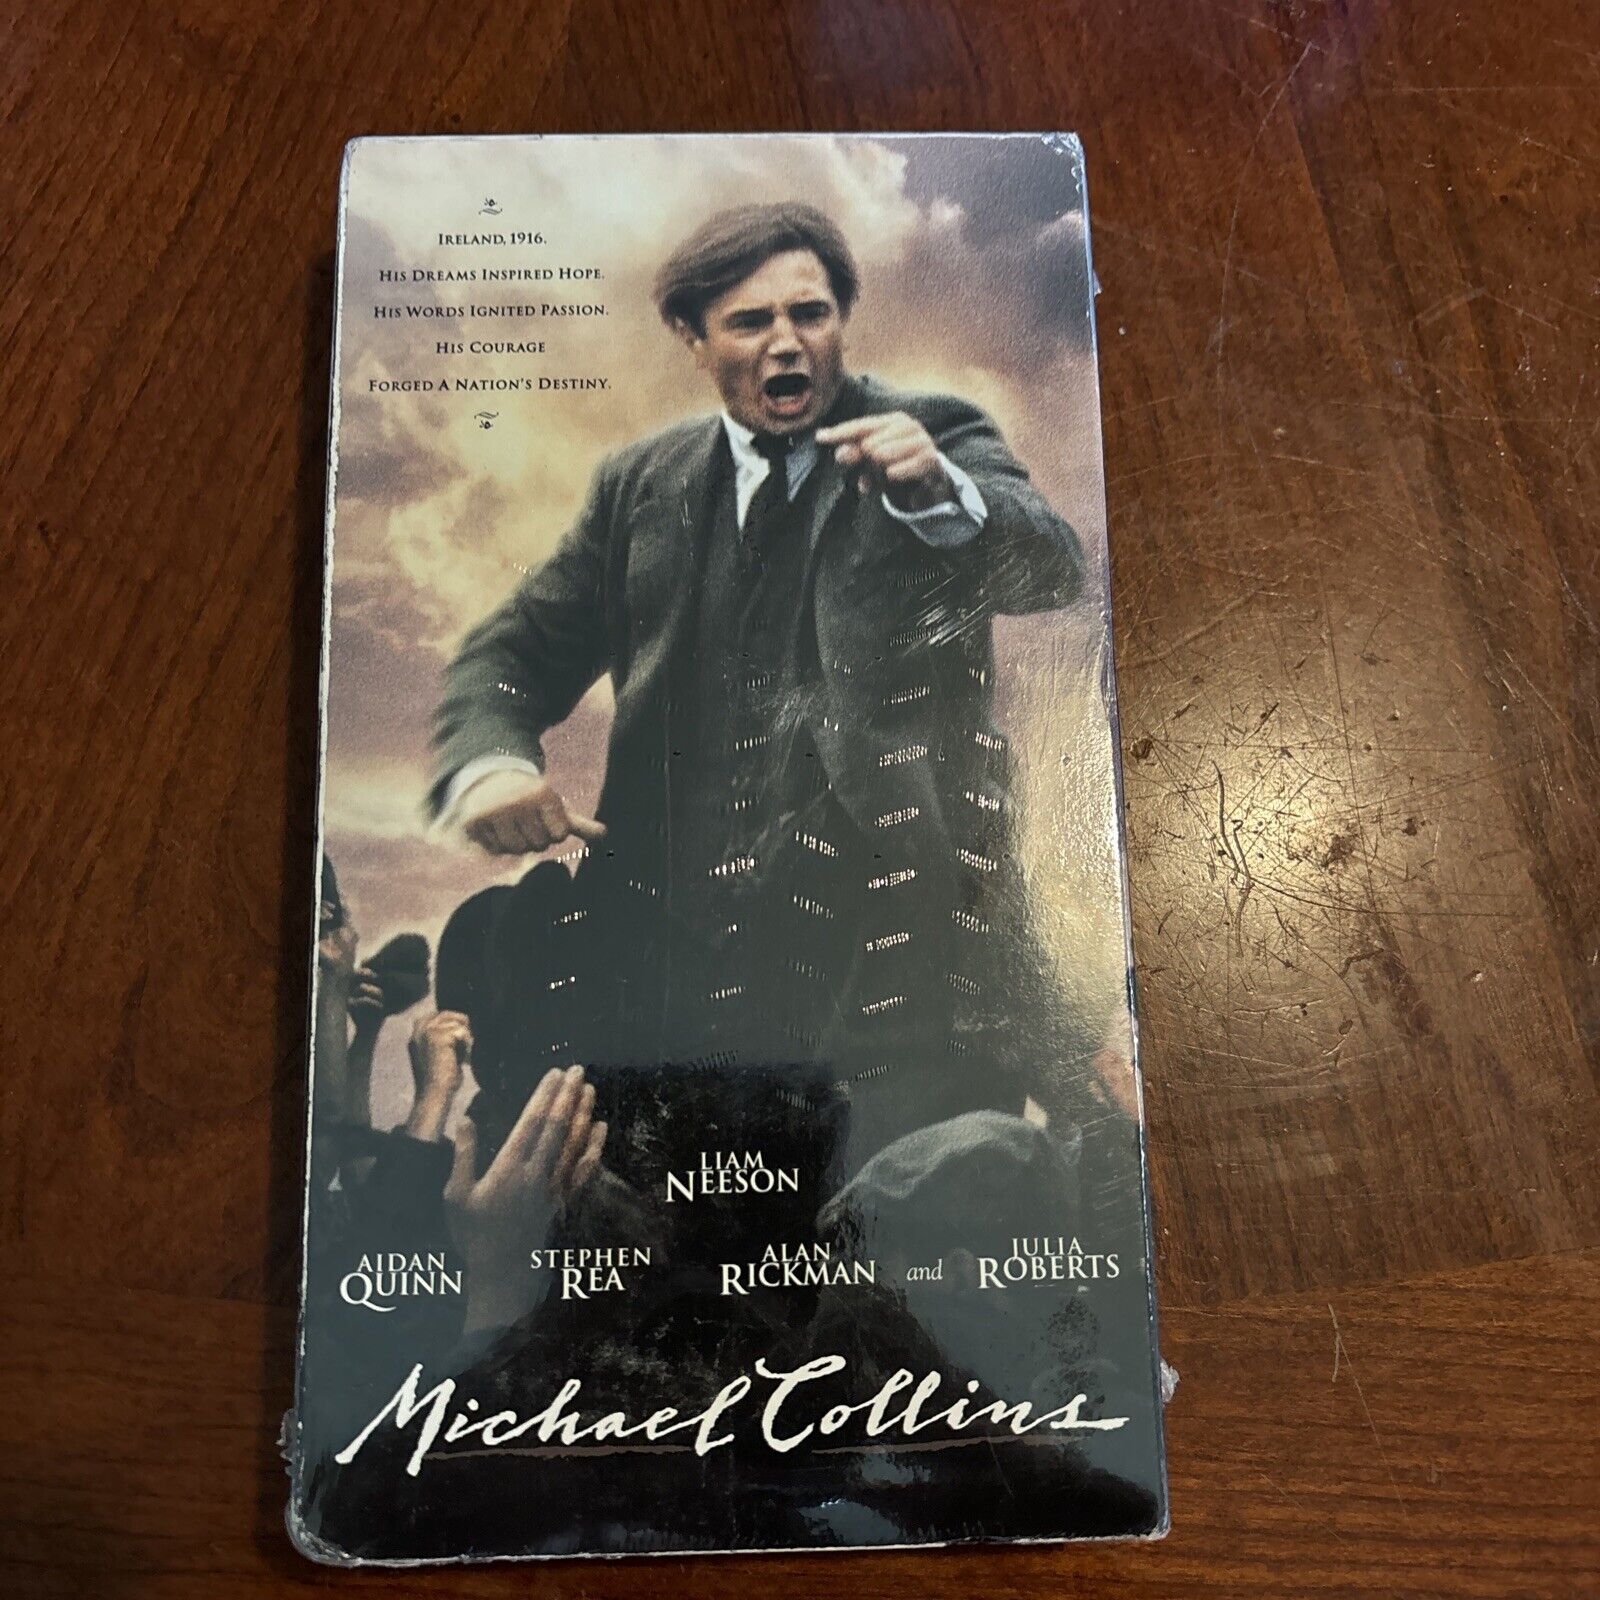 IRELAND, 1916.
HIS DREAMS INSPIRED HOPE.
HIS WORDS IGNITED PASSION.
HIS COURAGE
FORGED A NATION'S DESTINY.
LIAM
NEESON
AIDAN
QUINN
STEPHEN
REA
ALAN
RICKMAN
and
JULIA
ROBERTS
Michael Collins